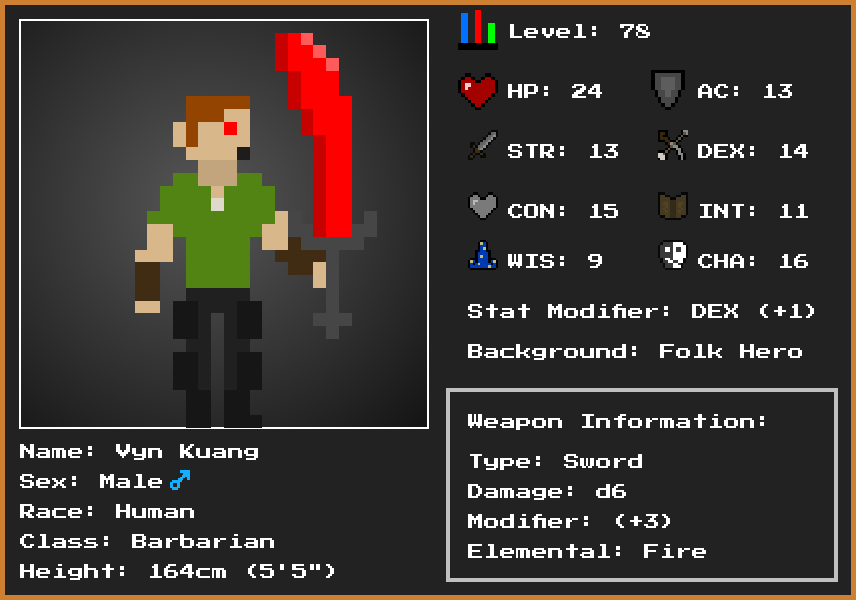 Level: 78
HP: 24 AC: 13
STR: 13 DEX: 14
CON: 15 INT: 11
WIS: 9 CHA: 16
Stat Modifier: DEX (+1)
Background: Folk Hero
Weapon Information:
Type: Sword
Damage: d6
Modifier: (+3)
Elemental: Fire
Name: Vyn Kuang
Sex: Male♂
Race: Human
Class: Barbarian
Height: 164cm (5'5")